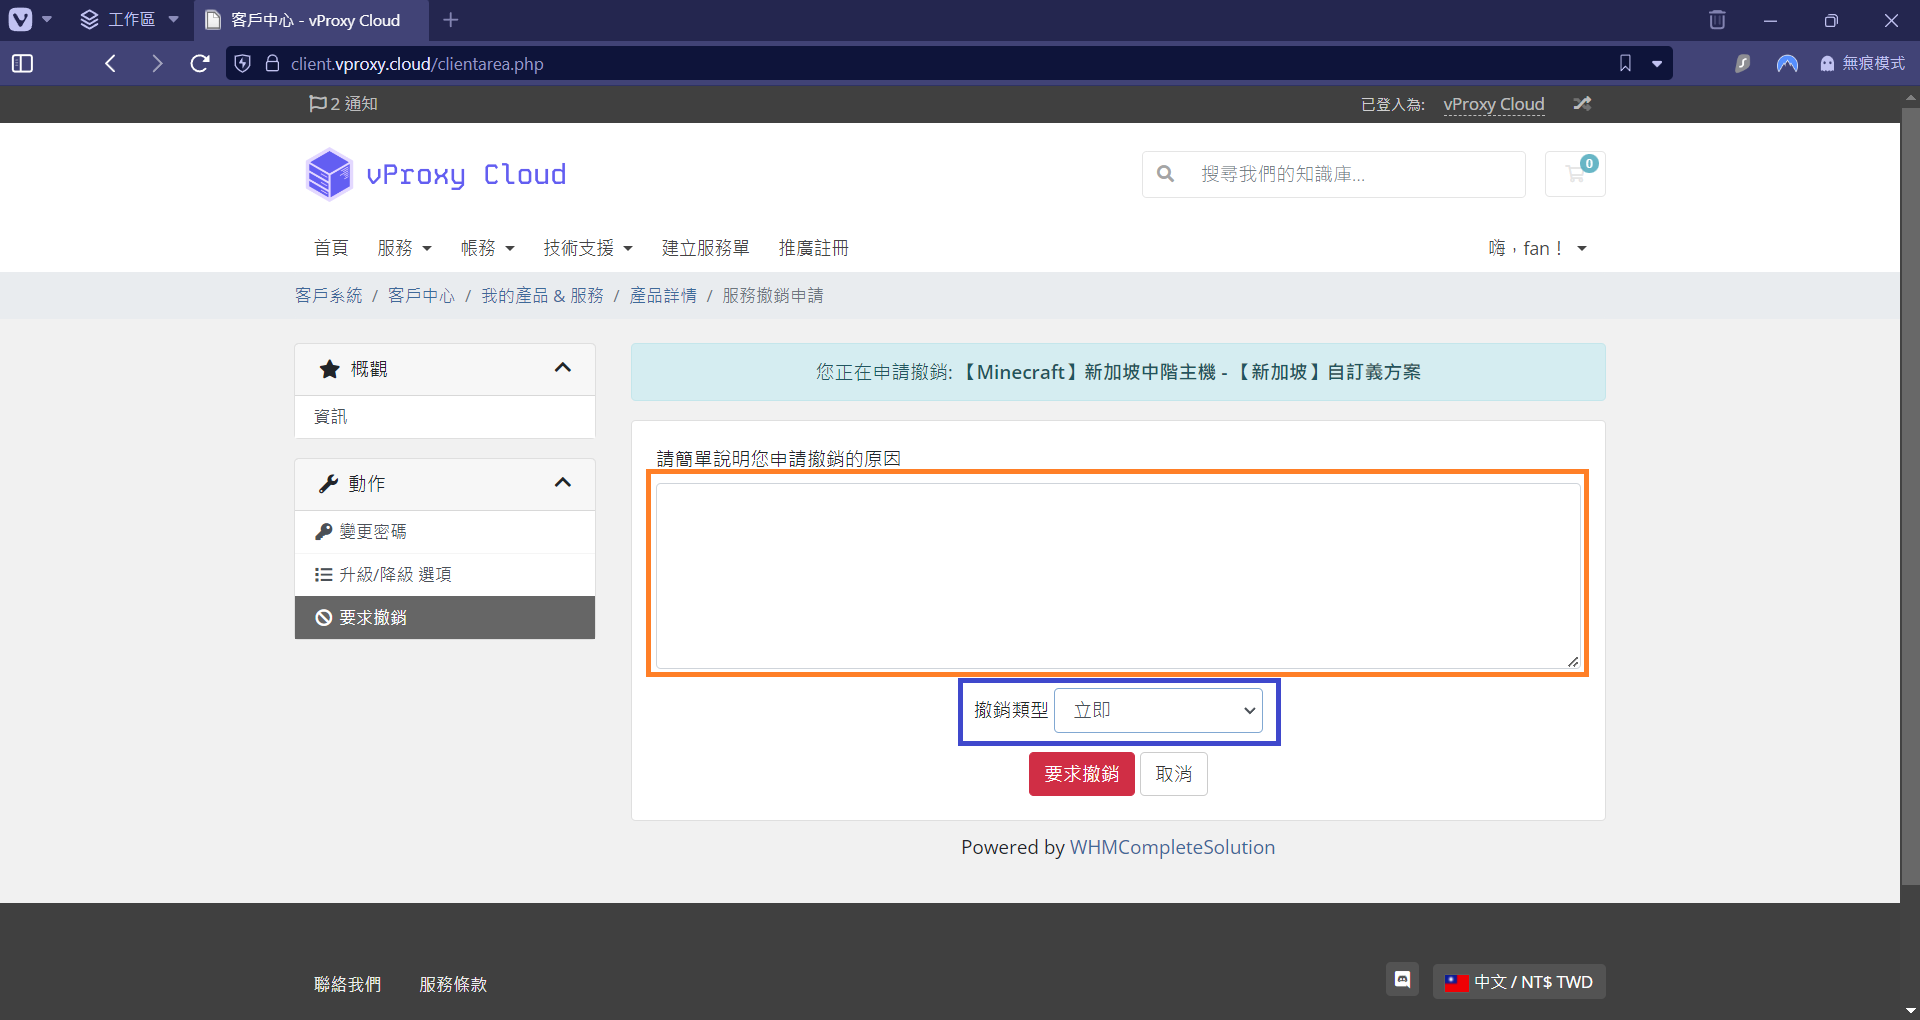 工作區
客戶中心 - vProxy Cloud
client.vproxy.cloud/clientarea.php
無痕模式
2 通知
已登入為: vProxy Cloud
vProxy Cloud
搜尋我們的知識庫...
0
首頁 服務 帳務 技術支援 建立服務單 推廣註冊
嗨，fan！
客戶系統 / 客戶中心 / 我的產品 & 服務 / 產品詳情 / 服務撤銷申請
概觀
資訊
動作
變更密碼
升級/降級 選項
要求撤銷
您正在申請撤銷:【Minecraft】新加坡中階主機 - 【新加坡】自訂義方案
請簡單說明您申請撤銷的原因
撤銷類型 立即
要求撤銷 取消
Powered by WHMCompleteSolution
聯絡我們 服務條款
中文 / NT$ TWD